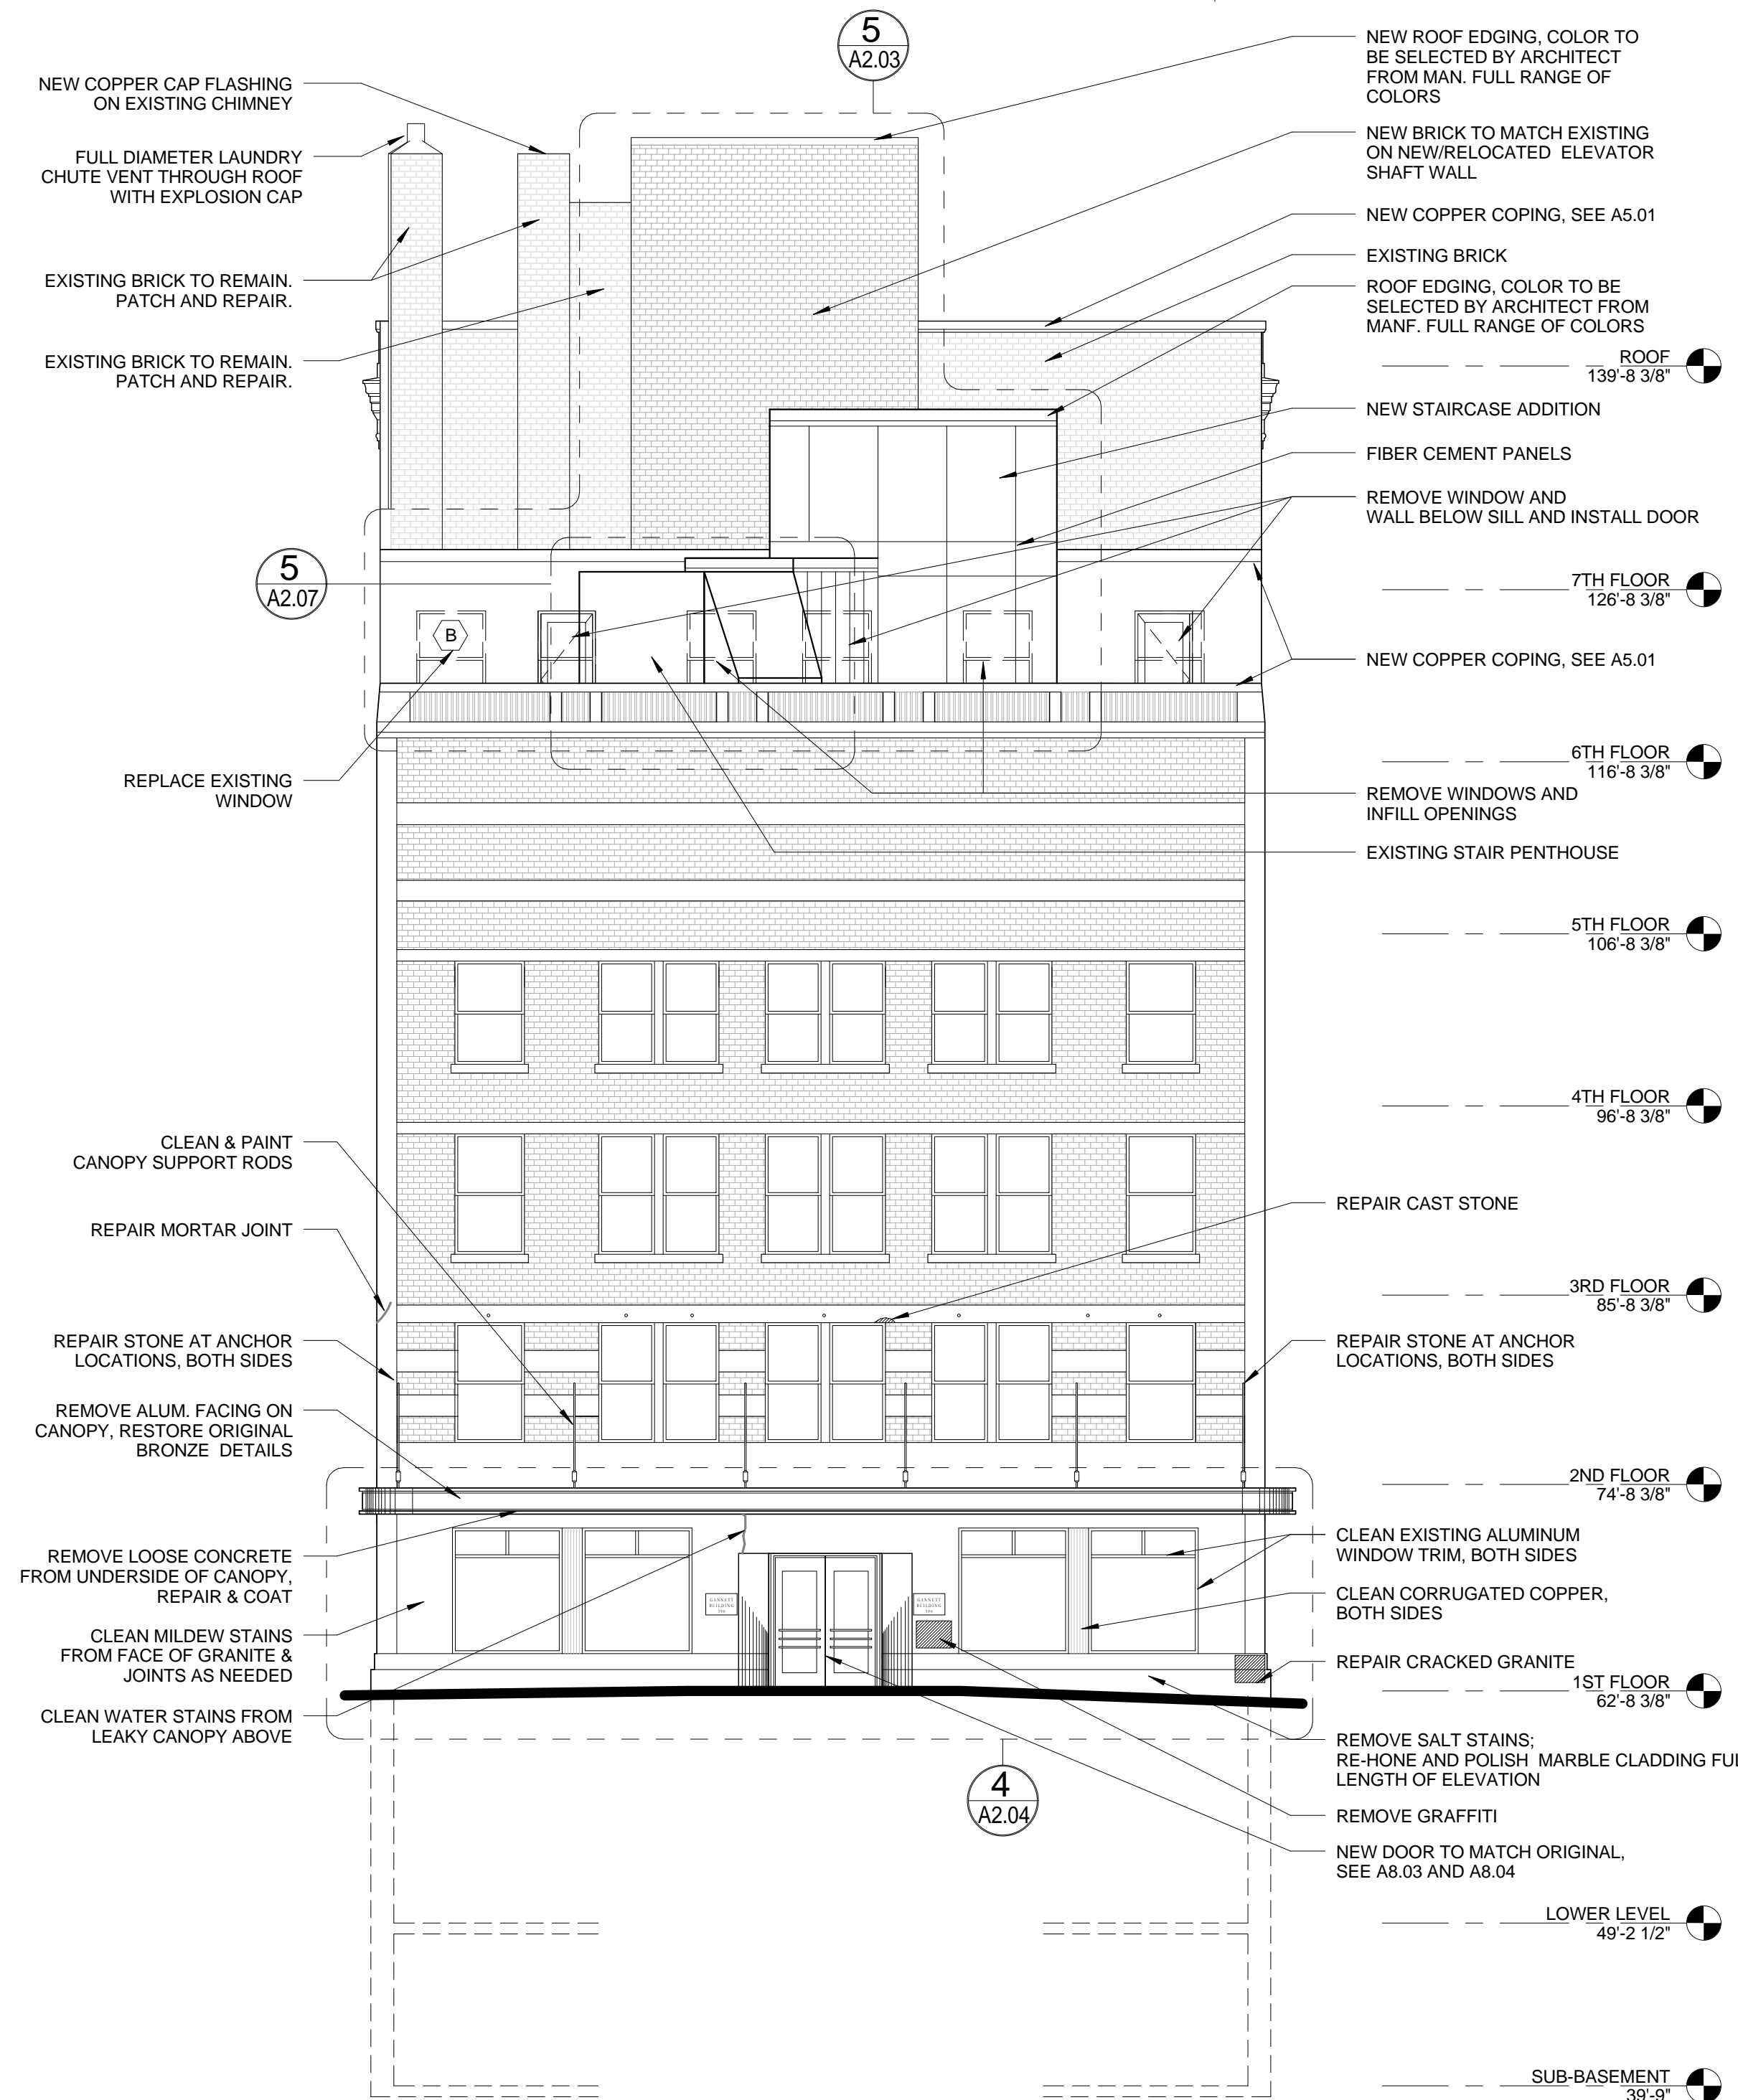 5
A2.03
NEW COPPER CAP FLASHING
ON EXISTING CHIMNEY
FULL DIAMETER LAUNDRY
CHUTE VENT THROUGH ROOF
WITH EXPLOSION CAP
EXISTING BRICK TO REMAIN.
PATCH AND REPAIR.
EXISTING BRICK TO REMAIN.
PATCH AND REPAIR.
NEW ROOF EDGING, COLOR TO
BE SELECTED BY ARCHITECT
FROM MAN. FULL RANGE OF
COLORS
NEW BRICK TO MATCH EXISTING
ON NEW/RELOCATED ELEVATOR
SHAFT WALL
NEW COPPER COPING, SEE A5.01
EXISTING BRICK
ROOF EDGING, COLOR TO BE
SELECTED BY ARCHITECT FROM
MANF. FULL RANGE OF COLORS
ROOF
139'-8 3/8"
NEW STAIRCASE ADDITION
FIBER CEMENT PANELS
REMOVE WINDOW AND
WALL BELOW SILL AND INSTALL DOOR
5
A2.07
7TH FLOOR
126'-8 3/8"
B
NEW COPPER COPING, SEE A5.01
REPLACE EXISTING
WINDOW
6TH FLOOR
116'-8 3/8"
REMOVE WINDOWS AND
INFILL OPENINGS
EXISTING STAIR PENTHOUSE
5TH FLOOR
106'-8 3/8"
4TH FLOOR
96'-8 3/8"
CLEAN & PAINT
CANOPY SUPPORT RODS
REPAIR MORTAR JOINT
REPAIR CAST STONE
3RD FLOOR
85'-8 3/8"
REPAIR STONE AT ANCHOR
LOCATIONS, BOTH SIDES
REPAIR STONE AT ANCHOR
LOCATIONS, BOTH SIDES
REMOVE ALUM. FACING ON
CANOPY, RESTORE ORIGINAL
BRONZE DETAILS
2ND FLOOR
74'-8 3/8"
REMOVE LOOSE CONCRETE
FROM UNDERSIDE OF CANOPY,
REPAIR & COAT
CLEAN EXISTING ALUMINUM
WINDOW TRIM, BOTH SIDES
CLEAN CORRUGATED COPPER,
BOTH SIDES
GANNETT
BUILDING
GANNETT
BUILDING
CLEAN MILDEW STAINS
FROM FACE OF GRANITE &
JOINTS AS NEEDED
REPAIR CRACKED GRANITE
1ST FLOOR
62'-8 3/8"
CLEAN WATER STAINS FROM
LEAKY CANOPY ABOVE
REMOVE SALT STAINS;
RE-HONE AND POLISH MARBLE CLADDING
LENGTH OF ELEVATION
4
A2.04
REMOVE GRAFFITI
NEW DOOR TO MATCH ORIGINAL,
SEE A8.03 AND A8.04
LOWER LEVEL
49'-2 1/2"
SUB-BASEMENT
39'-9"